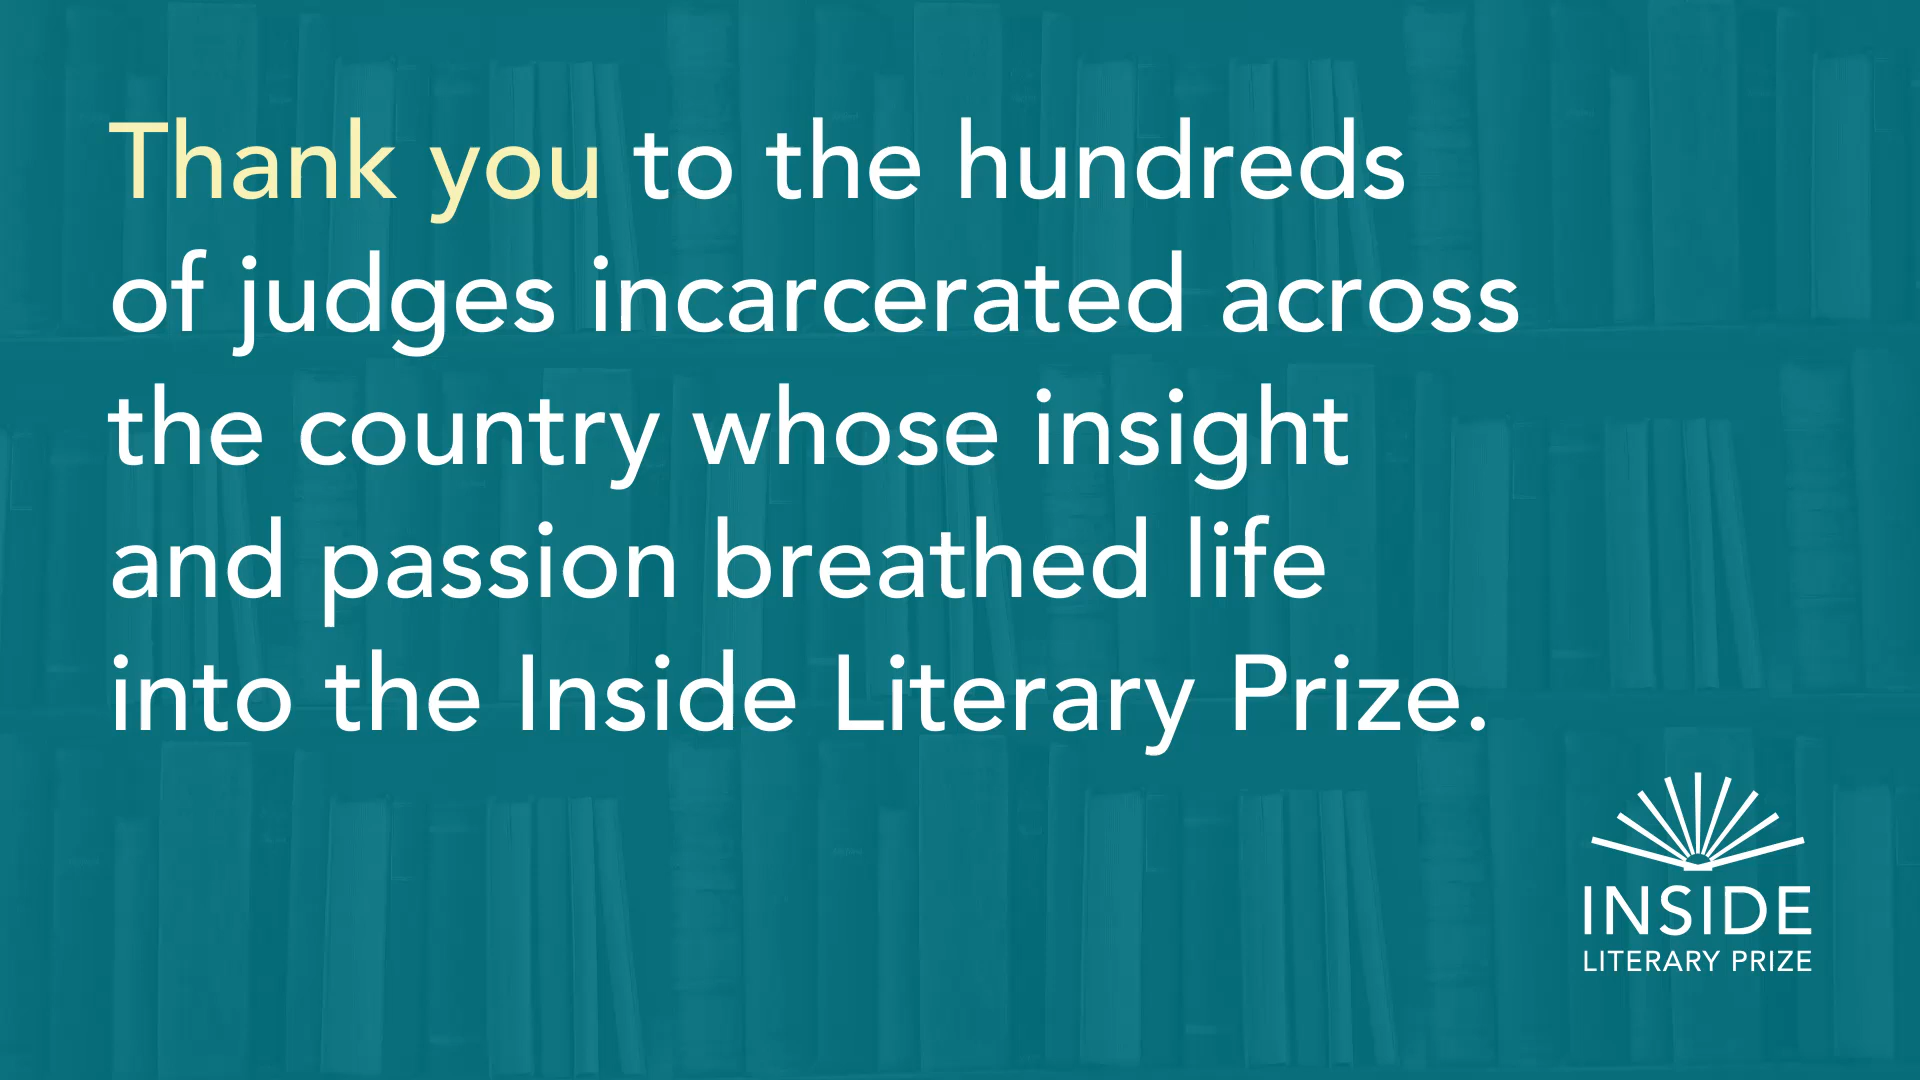 Thank you to the hundreds
of judges incarcerated across
the country whose insight
and passion breathed life
into the Inside Literary Prize.
INSIDE
LITERARY PRIZE